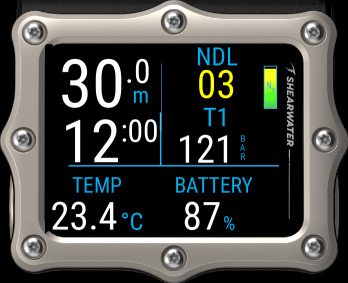 30.0 m
12:00
NDL
03
T1
121 BAR
N₂
SHEARWATER
TEMP
23.4 °C
BATTERY
87 %